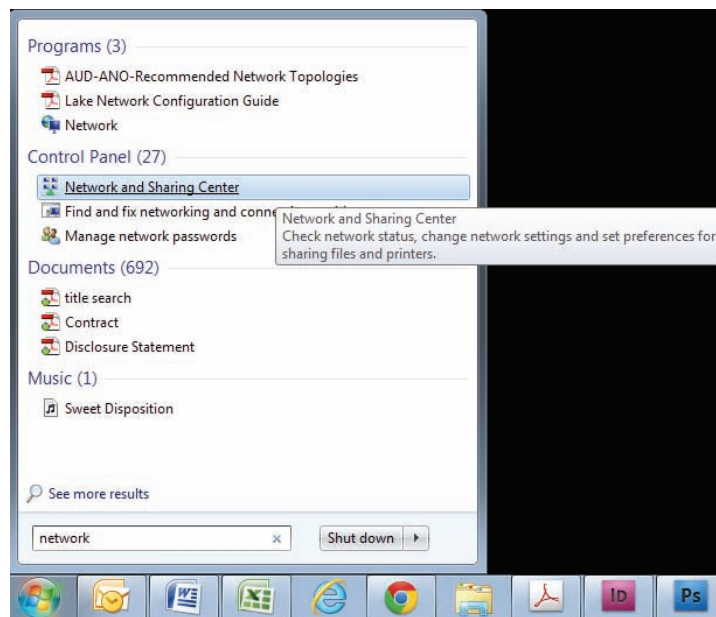 Programs (3)
AUD-ANO-Recommended Network Topologies
Lake Network Configuration Guide
Network
Control Panel (27)
Network and Sharing Center
Find and fix networking and conne
Manage network passwords
Network and Sharing Center
Check network status, change network settings and set preferences for
sharing files and printers.
Documents (692)
title search
Contract
Disclosure Statement
Music (1)
Sweet Disposition
See more results
network
Shut down
ID
Ps